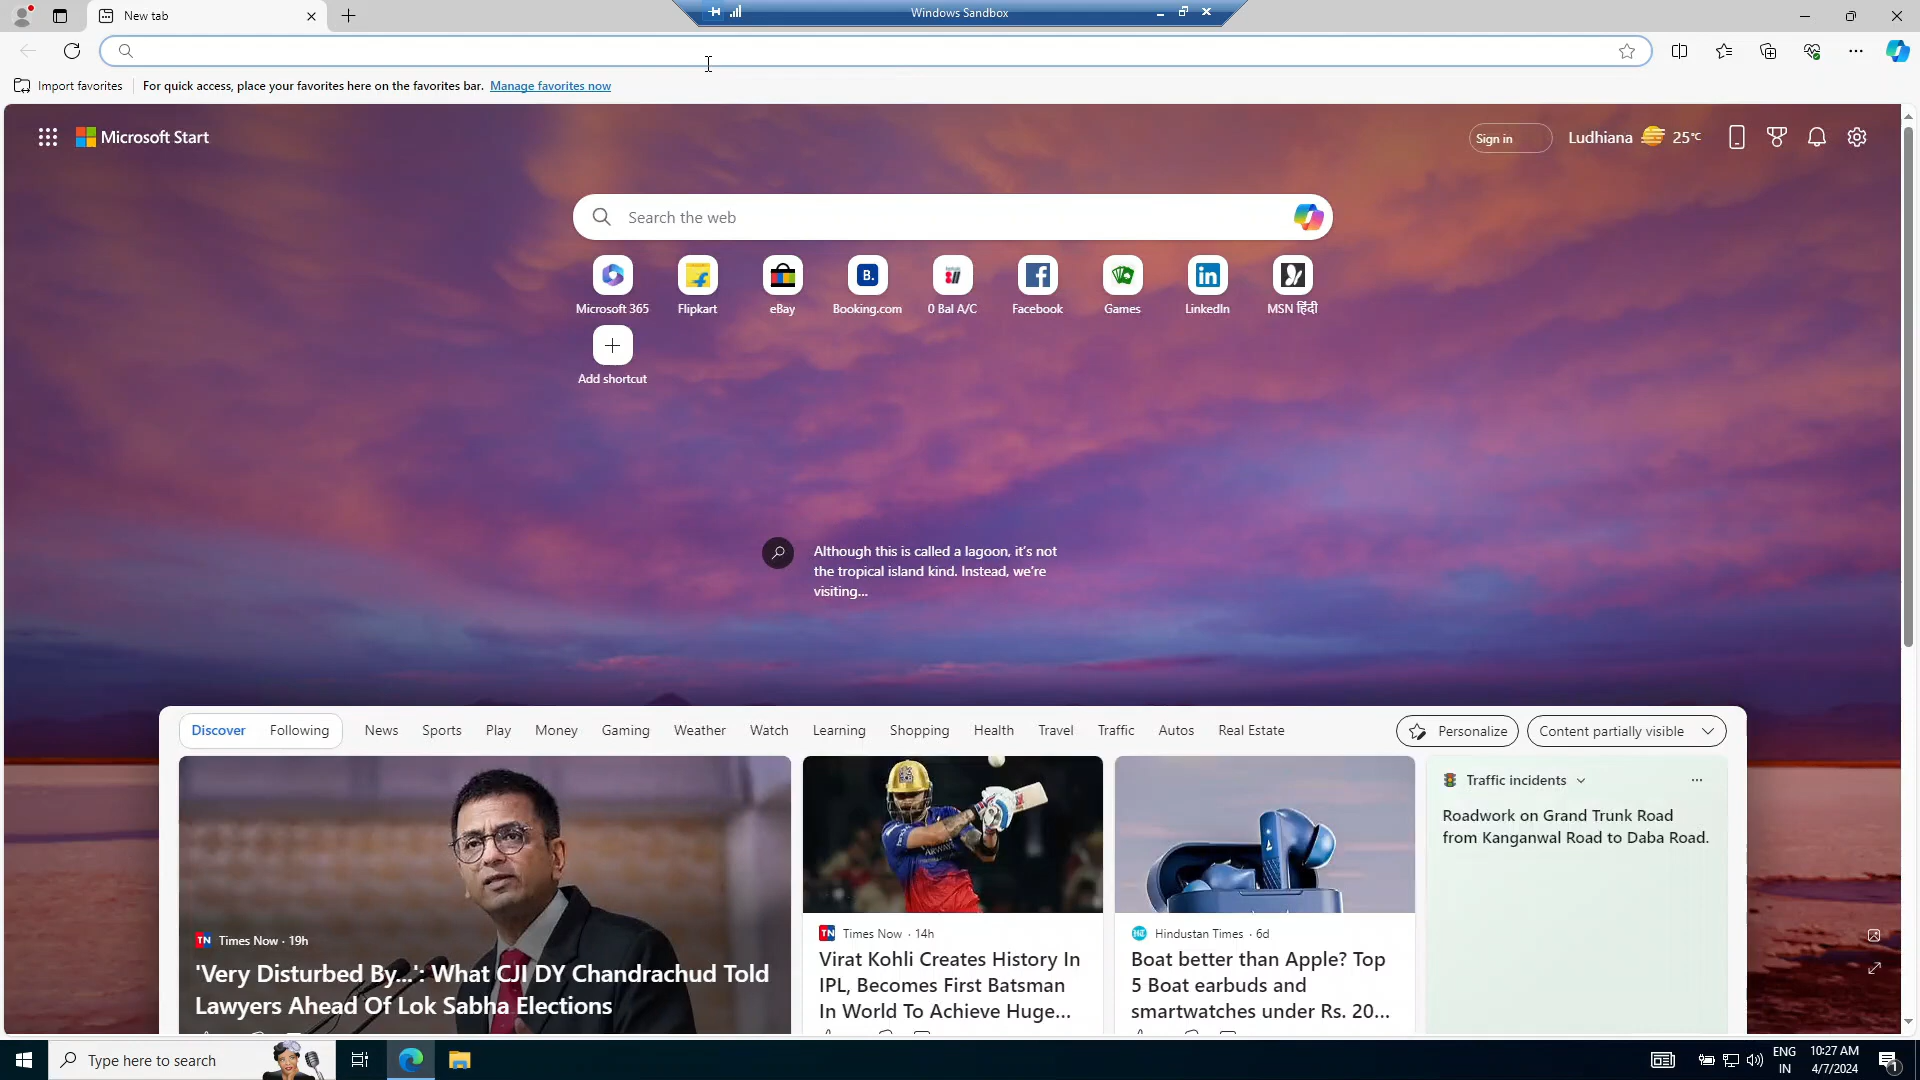 New tab
Windows Sandbox
Import favorites
For quick access, place your favorites here on the favorites bar. Manage favorites now
Microsoft Start
Sign in
Ludhiana
25°C
Search the web
Microsoft 365
Flipkart
eBay
B.
Booking.com
0 Bal A/C
Facebook
Games
LinkedIn
MSN हिंदी
Add shortcut
Although this is called a lagoon, it's not
the tropical island kind. Instead, we're
visiting...
Discover
Following
News
Sports
Play
Money
Gaming
Weather
Watch
Learning
Shopping
Health
Travel
Traffic
Autos
Real Estate
Personalize
Content partially visible
TN Times Now · 19h
'Very Disturbed By...': What CJI DY Chandrachud Told
Lawyers Ahead Of Lok Sabha Elections
TN Times Now · 14h
Virat Kohli Creates History In
IPL, Becomes First Batsman
In World To Achieve Huge...
Hindustan Times · 6d
Boat better than Apple? Top
5 Boat earbuds and
smartwatches under Rs. 20...
Traffic incidents
Roadwork on Grand Trunk Road
from Kanganwal Road to Daba Road.
Type here to search
ENG
IN
10:27 AM
4/7/2024
1